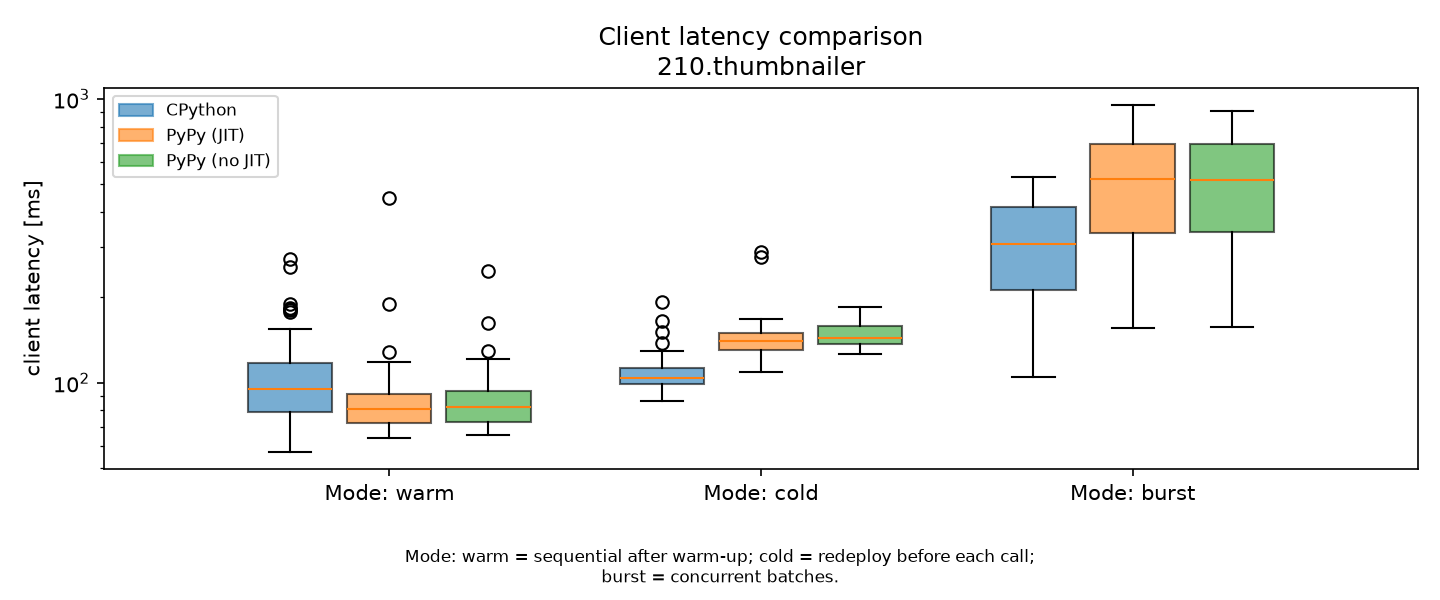 Client latency comparison
210.thumbnailer
10³
CPython
PyPy (JIT)
PyPy (no JIT)
client latency [ms]
10²
Mode: warm
Mode: cold
Mode: burst
Mode: warm = sequential after warm-up; cold = redeploy before each call;
burst = concurrent batches.